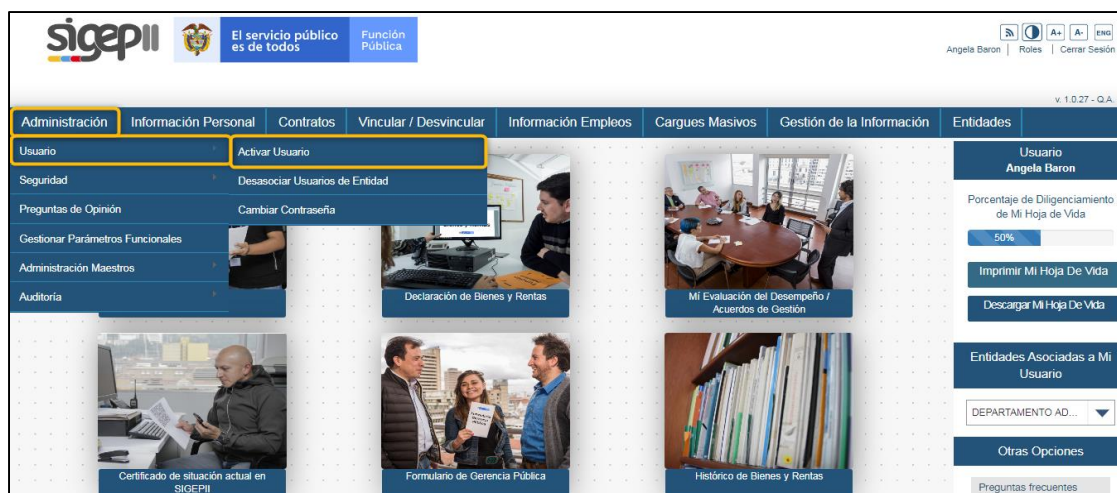 sigepII
El servicio público
es de todos
Función
Pública
A+ A- ENG
Angela Baron | Roles | Cerrar Sesión
v. 1.0.27 - Q.A.
Administración Información Personal Contratos Vincular / Desvincular Información Empleos Cargues Masivos Gestión de la Información Entidades
Usuario
Activar Usuario
Seguridad
Desasociar Usuarios de Entidad
Preguntas de Opinión
Cambiar Contraseña
Gestionar Parámetros Funcionales
Administración Maestros
Auditoría
Declaración de Bienes y Rentas
Mí Evaluación del Desempeño /
Acuerdos de Gestión
Certificado de situación actual en
SIGEPII
Formulario de Gerencia Pública
Histórico de Bienes y Rentas
Usuario
Angela Baron
Porcentaje de Diligenciamiento
de Mi Hoja de Vida
50%
Imprimir Mi Hoja De Vida
Descargar Mi Hoja De Vida
Entidades Asociadas a Mi
Usuario
DEPARTAMENTO AD...
Otras Opciones
Preguntas frecuentes